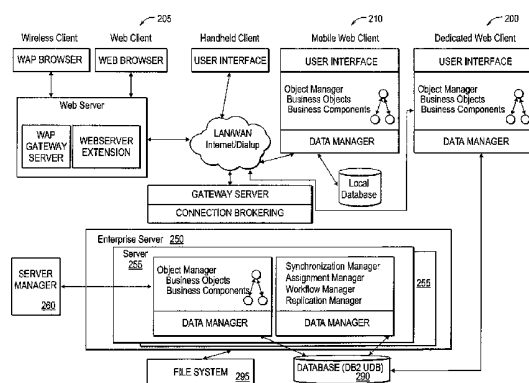 205
210
200
Wireless Client
Web Client
Handheld Client
Mobile Web Client
Dedicated Web Client
WAP BROWSER
WEB BROWSER
USER INTERFACE
USER INTERFACE
USER INTERFACE
Object Manager
Business Objects
Business Components
Object Manager
Business Objects
Business Components
Web Server
WAP
GATEWAY
SERVER
WEBSERVER
EXTENSION
LAN/WAN
Internet/Dialup
DATA MANAGER
DATA MANAGER
Local
Database
GATEWAY SERVER
CONNECTION BROKERING
Enterprise Server 250
Server
255
Object Manager
Business Objects
Business Components
Synchronization Manager
Assignment Manager
Workflow Manager
Replication Manager
255
SERVER
MANAGER
260
DATA MANAGER
DATA MANAGER
FILE SYSTEM 295
DATABASE (DB2 UDB)
290